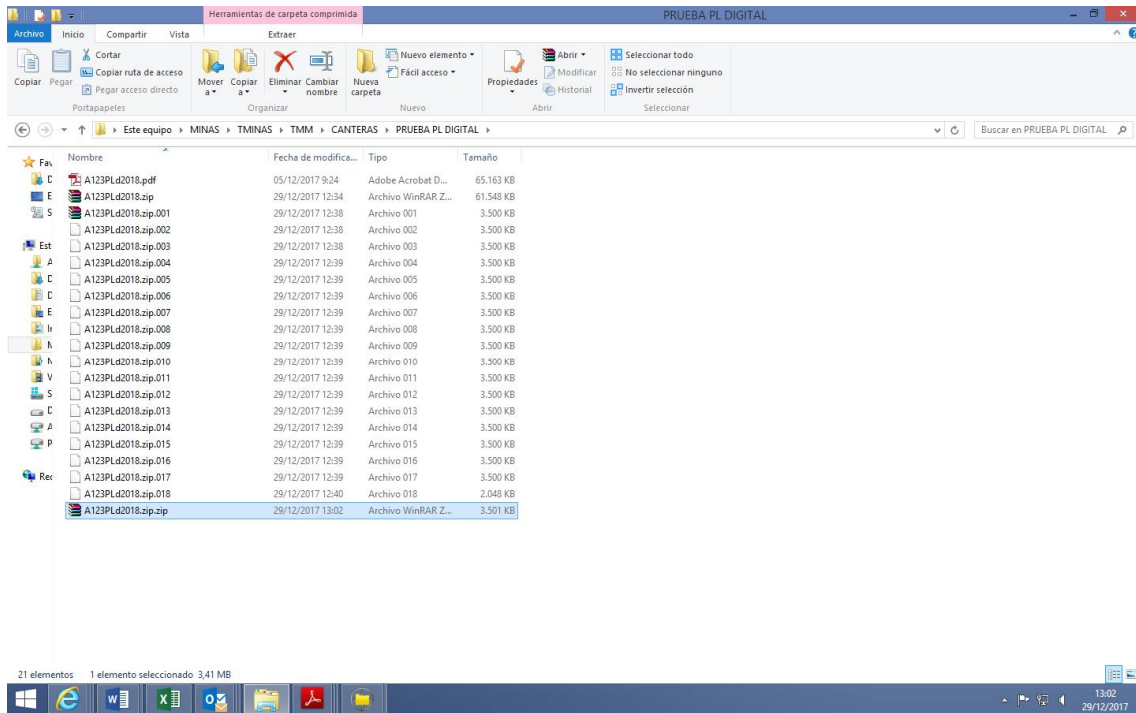 Herramientas de carpeta comprimida
PRUEBA PL DIGITAL
Archivo Inicio Compartir Vista Extraer
Copiar
Pegar
Cortar
Copiar ruta de acceso
Pegar acceso directo
Portapapeles
Mover a
Copiar a
Eliminar
Cambiar nombre
Organizar
Nueva carpeta
Nuevo elemento
Fácil acceso
Nuevo
Propiedades
Abrir
Modificar
Historial
Abrir
Seleccionar todo
No seleccionar ninguno
Invertir selección
Seleccionar
Este equipo MINAS TMINAS TMM CANTERAS PRUEBA PL DIGITAL
Buscar en PRUEBA PL DIGITAL
Fav
D
E
S
Est
A
D
D
E
Ir
V
S
D
A
P
Rec
Nombre Fecha de modifica... Tipo Tamaño
A123PLd2018.pdf 05/12/2017 9:24 Adobe Acrobat D... 65.163 KB
A123PLd2018.zip 29/12/2017 12:34 Archivo WinRAR Z... 61.548 KB
A123PLd2018.zip.001 29/12/2017 12:38 Archivo 001 3.500 KB
A123PLd2018.zip.002 29/12/2017 12:38 Archivo 002 3.500 KB
A123PLd2018.zip.003 29/12/2017 12:38 Archivo 003 3.500 KB
A123PLd2018.zip.004 29/12/2017 12:39 Archivo 004 3.500 KB
A123PLd2018.zip.005 29/12/2017 12:39 Archivo 005 3.500 KB
A123PLd2018.zip.006 29/12/2017 12:39 Archivo 006 3.500 KB
A123PLd2018.zip.007 29/12/2017 12:39 Archivo 007 3.500 KB
A123PLd2018.zip.008 29/12/2017 12:39 Archivo 008 3.500 KB
A123PLd2018.zip.009 29/12/2017 12:39 Archivo 009 3.500 KB
A123PLd2018.zip.010 29/12/2017 12:39 Archivo 010 3.500 KB
A123PLd2018.zip.011 29/12/2017 12:39 Archivo 011 3.500 KB
A123PLd2018.zip.012 29/12/2017 12:39 Archivo 012 3.500 KB
A123PLd2018.zip.013 29/12/2017 12:39 Archivo 013 3.500 KB
A123PLd2018.zip.014 29/12/2017 12:39 Archivo 014 3.500 KB
A123PLd2018.zip.015 29/12/2017 12:39 Archivo 015 3.500 KB
A123PLd2018.zip.016 29/12/2017 12:39 Archivo 016 3.500 KB
A123PLd2018.zip.017 29/12/2017 12:39 Archivo 017 3.500 KB
A123PLd2018.zip.018 29/12/2017 12:40 Archivo 018 2.048 KB
A123PLd2018.zip.zip 29/12/2017 13:02 Archivo WinRAR Z... 3.501 KB
21 elementos 1 elemento seleccionado 3,41 MB
13:02
29/12/2017